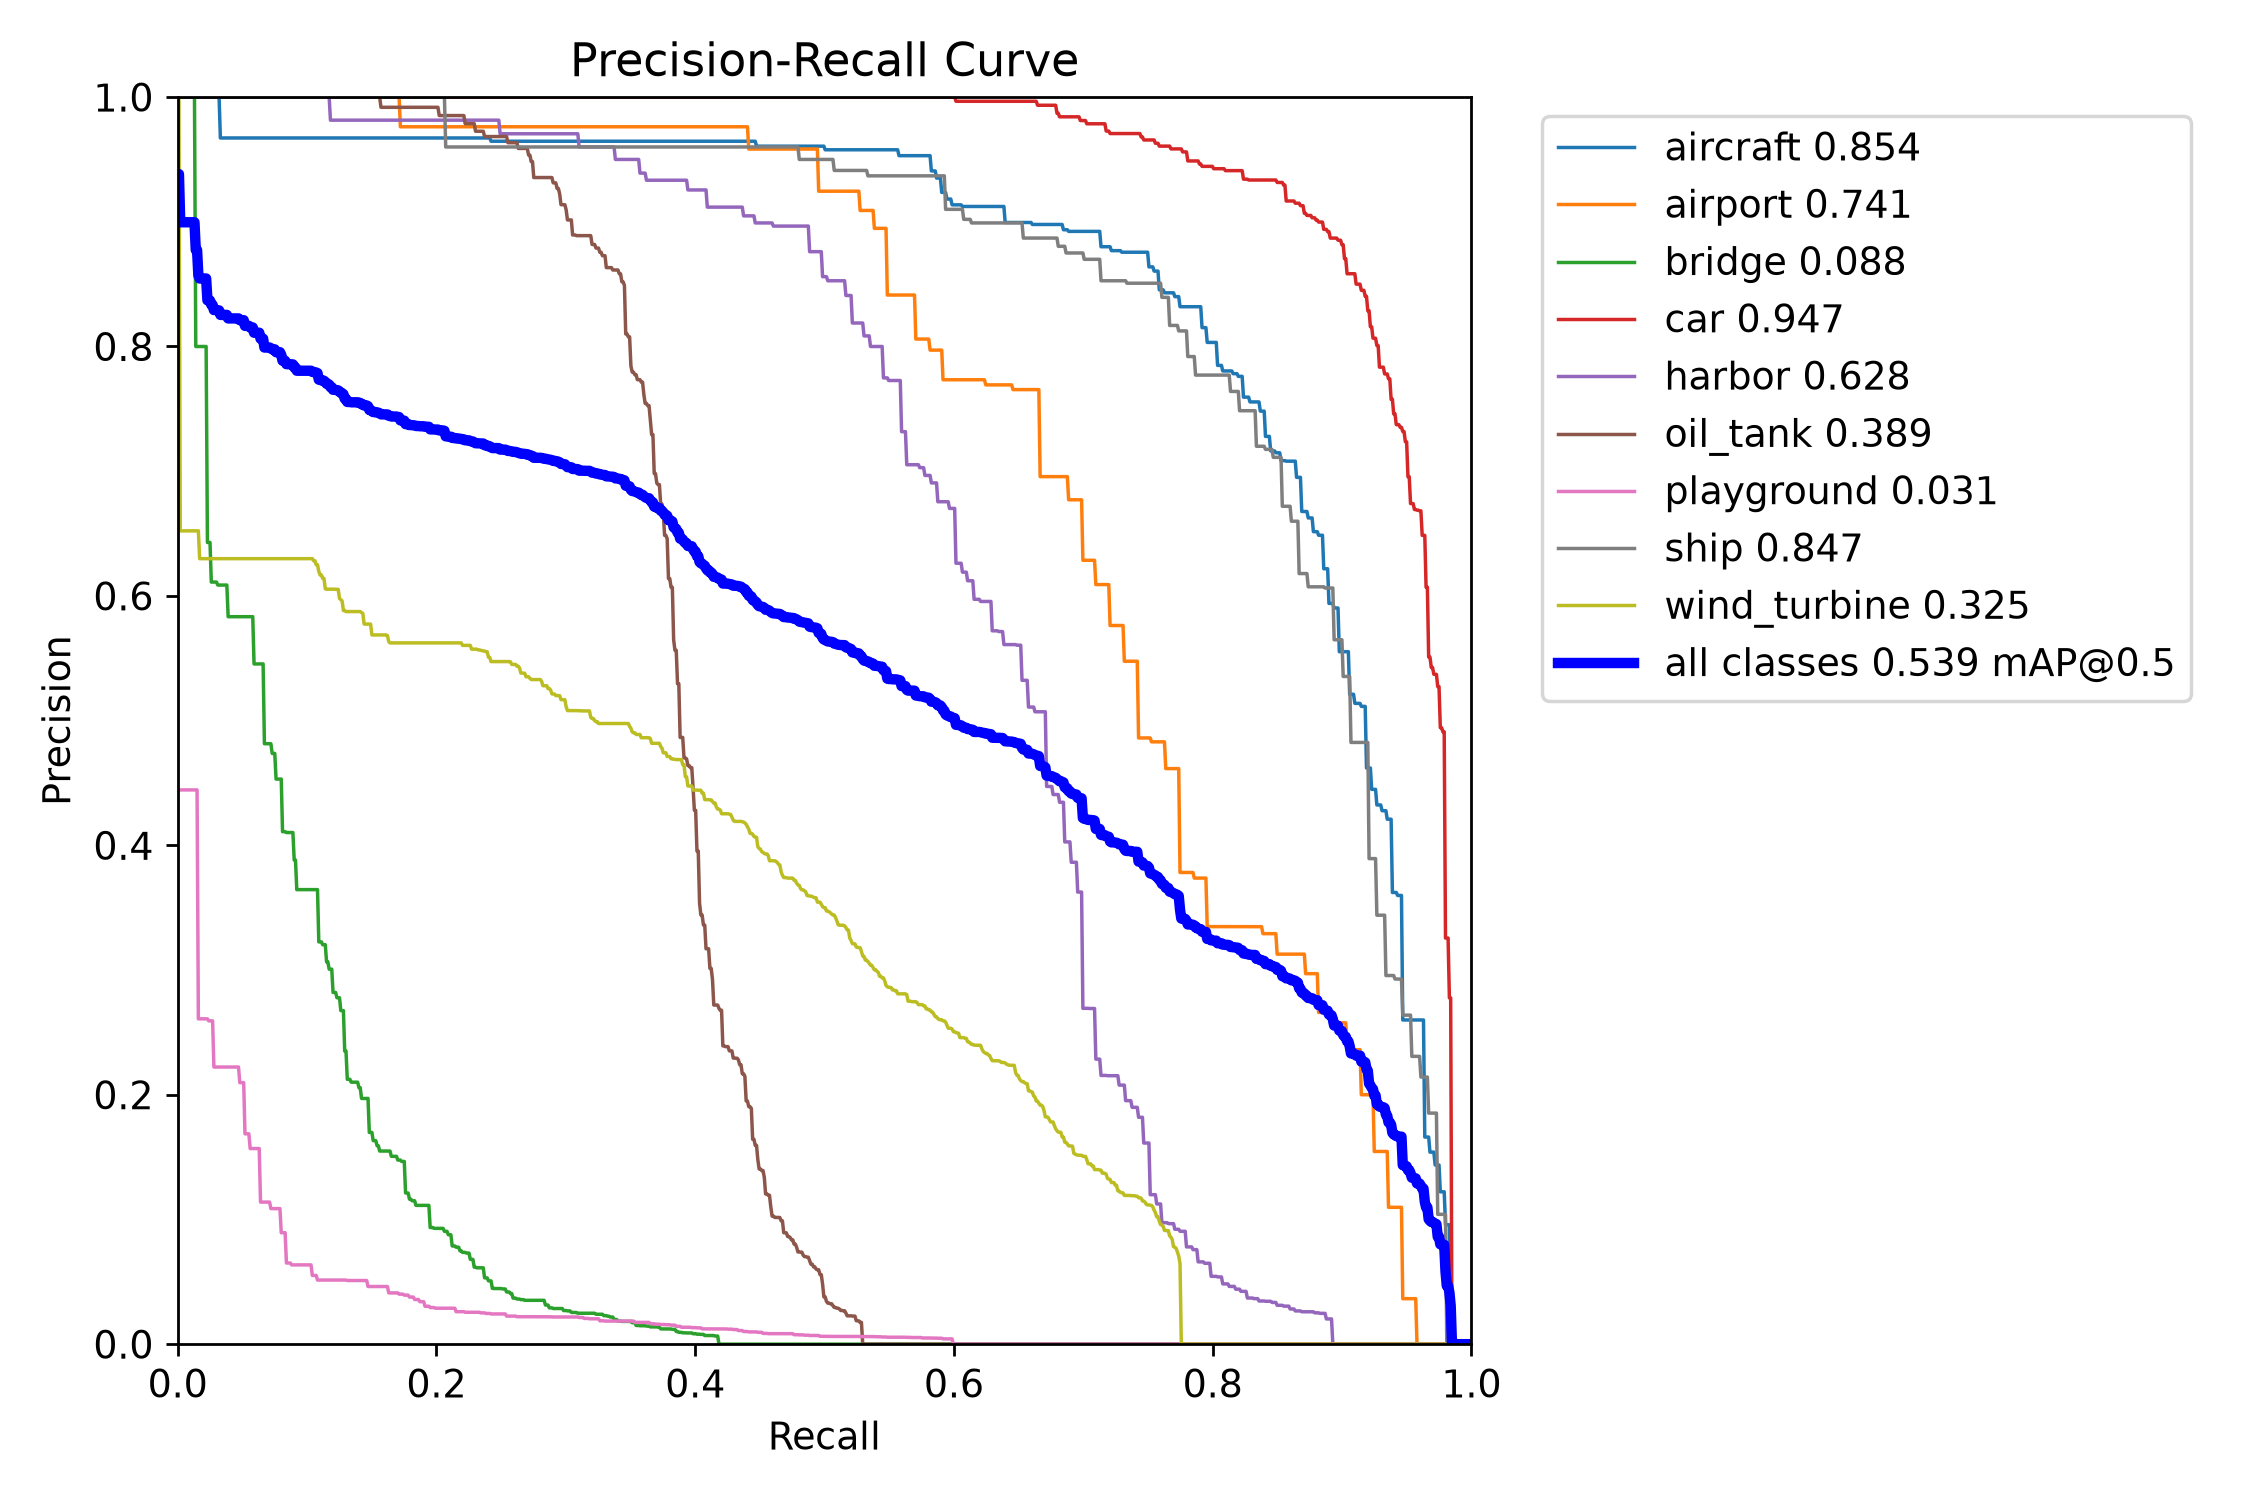 Precision-Recall Curve
1.0
0.8
0.6
0.4
0.2
0.0
Precision
0.0 0.2 0.4 0.6 0.8 1.0
Recall
aircraft 0.854
airport 0.741
bridge 0.088
car 0.947
harbor 0.628
oil_tank 0.389
playground 0.031
ship 0.847
wind_turbine 0.325
all classes 0.539 mAP@0.5